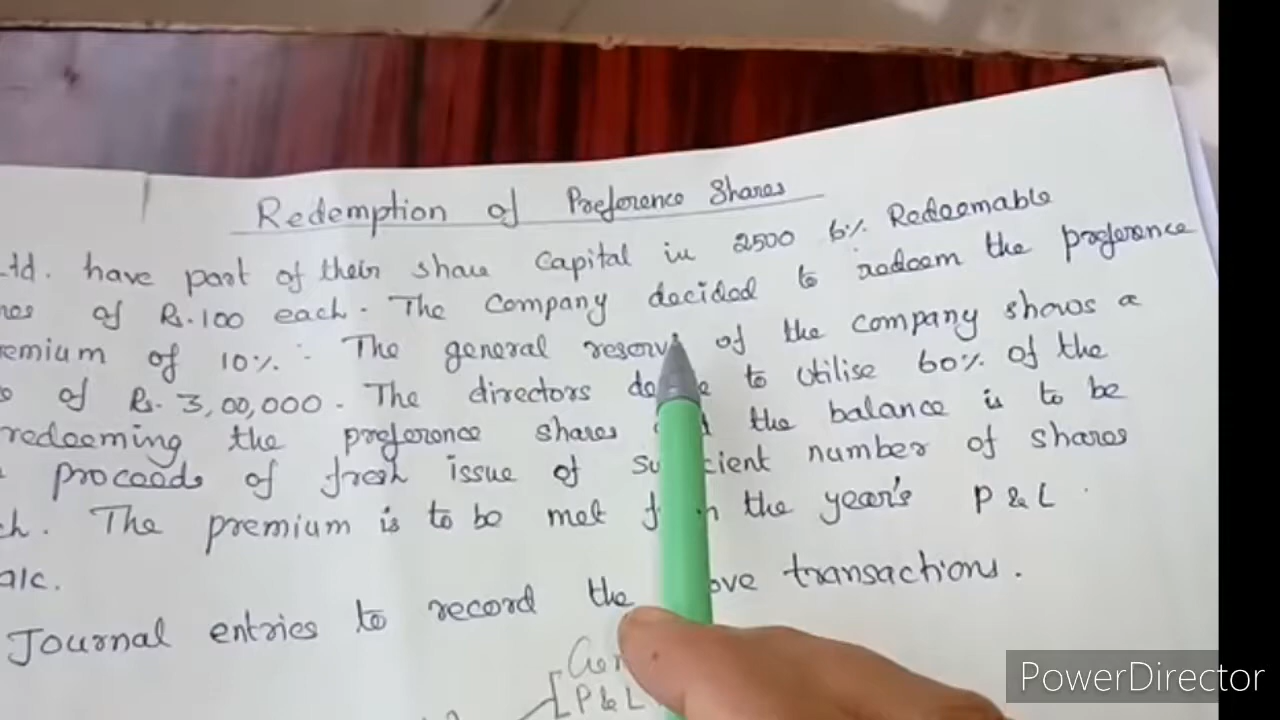 Redemption of Preference Shares
Ltd. have part of their share capital in 2500 6% Redeemable
of Rs.100 each. The company decided to redeem the preference
of 10%. The general reserve of the company shows a
of Rs. 3,00,000. The directors to utilise 60% of the
redeeming the preference shares the balance is to be
proceeds of fresh issue of number of shares
The premium is to be met the year's P & L
a/c.
Journal entries to record the transactions.
P & L
PowerDirector